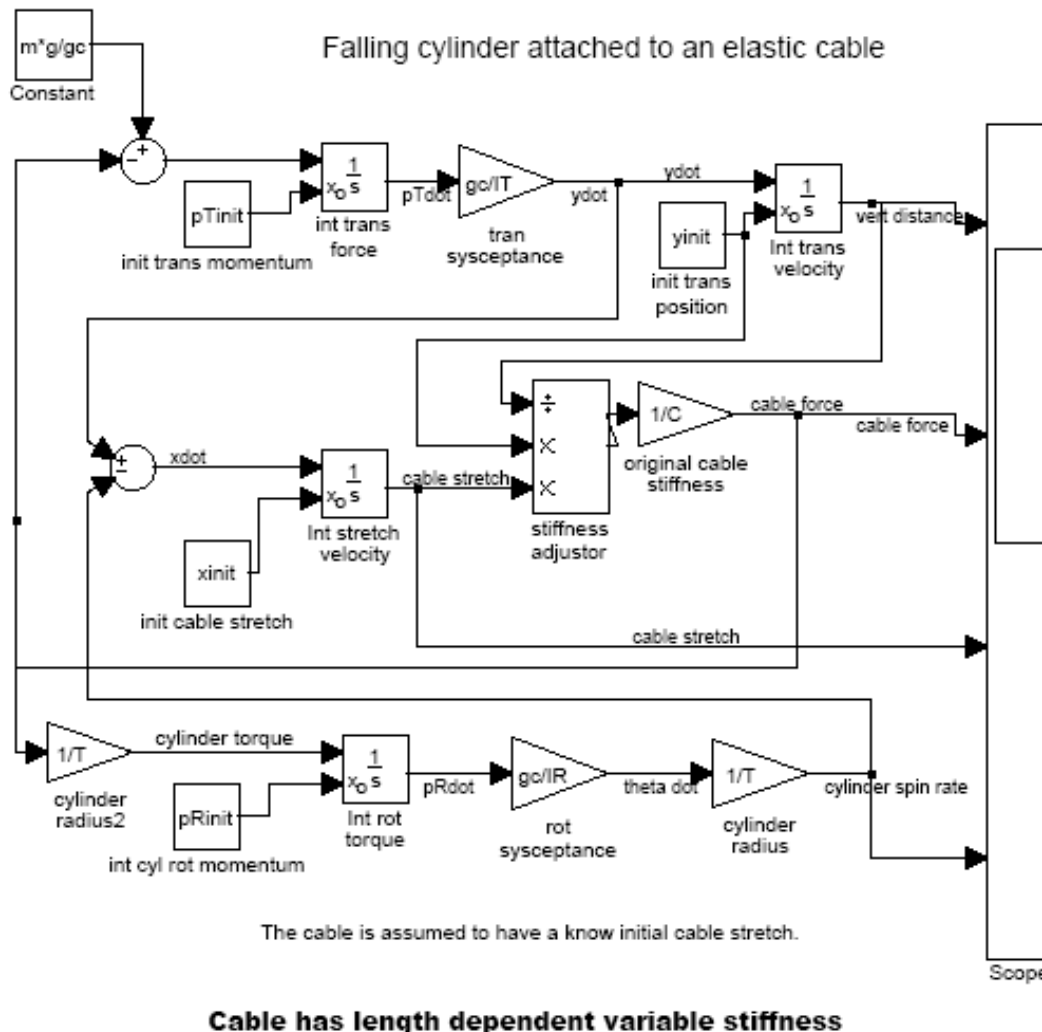 m*g/gc
Constant
Falling cylinder attached to an elastic cable
−
+
pTinit
init trans momentum
1
s
xo
int trans
force
pTdot
gc/IT
tran
sysceptance
ydot
ydot
yinit
init trans
position
1
s
xo
Int trans
velocity
vert distance
+
−
xdot
xinit
init cable stretch
1
s
xo
Int stretch
velocity
cable stretch
÷
×
×
stiffness
adjustor
1/C
original cable
stiffness
cable force
cable force
cable stretch
1/T
cylinder
radius2
cylinder torque
pRinit
int cyl rot momentum
1
s
xo
Int rot
torque
pRdot
gc/IR
rot
sysceptance
theta dot
1/T
cylinder
radius
cylinder spin rate
The cable is assumed to have a know initial cable stretch.
Scope
Cable has length dependent variable stiffness